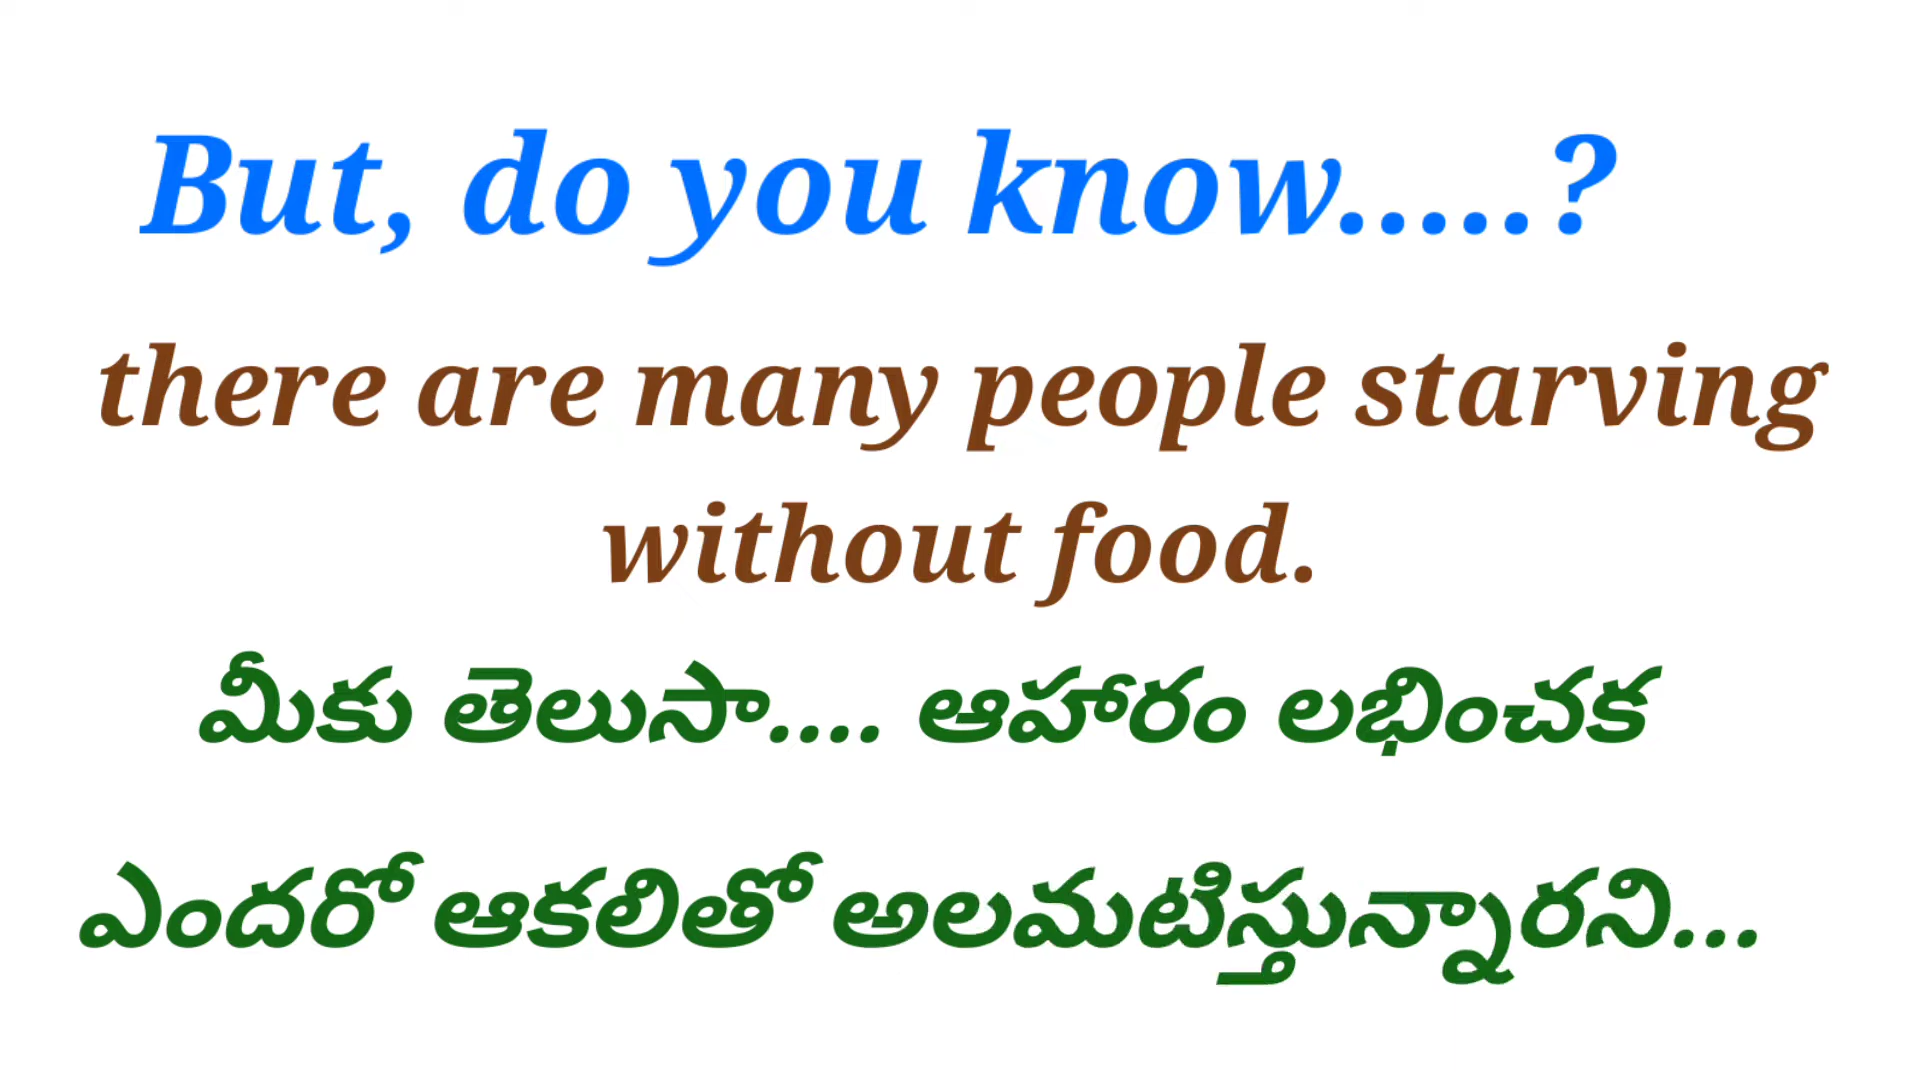 But, do you know.....?
there are many people starving
without food.
మీకు తెలుసా.... ఆహారం లభించక
ఎందరో ఆకలితో అలమటిస్తున్నారని...